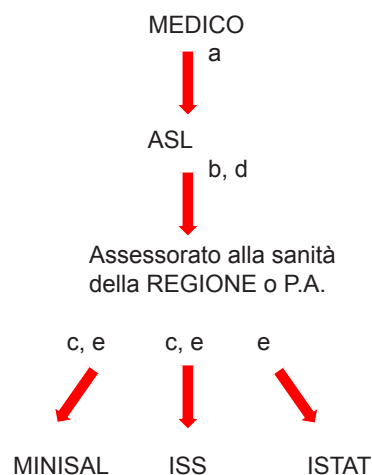 MEDICO
a
ASL
b, d
Assessorato alla sanità
della REGIONE o P.A.
c, e c, e e
MINISAL ISS ISTAT